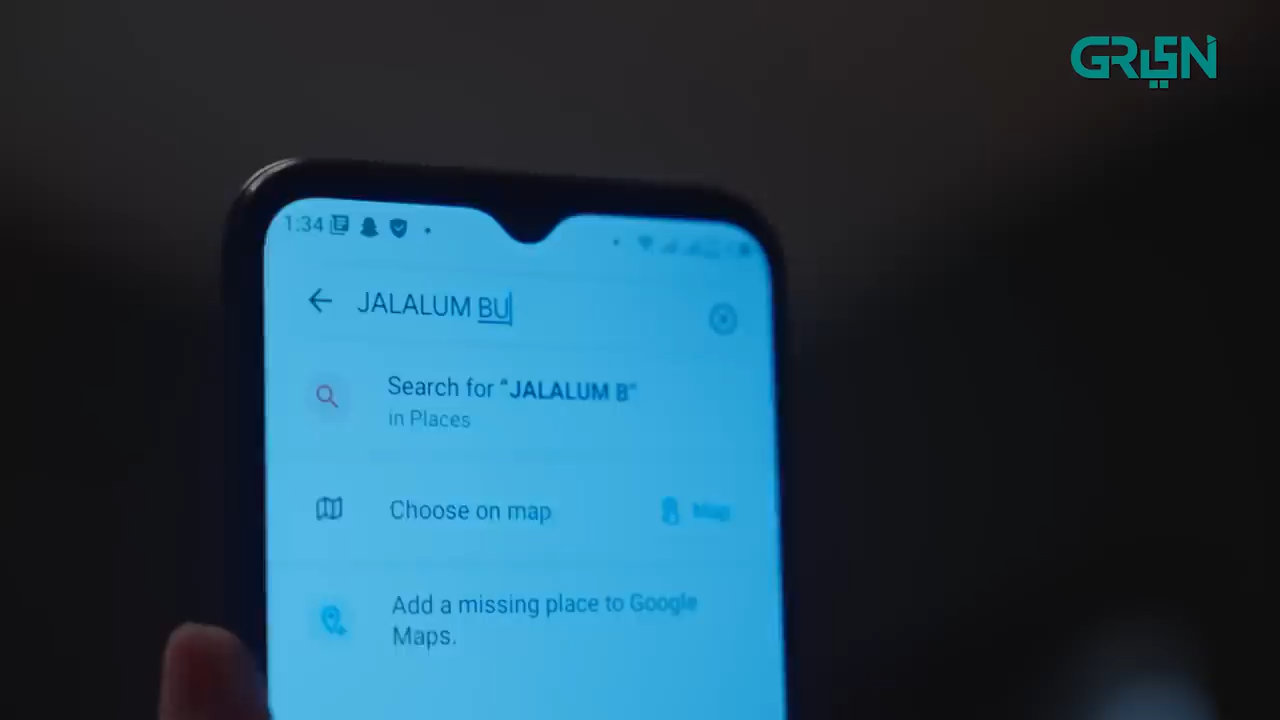 GREEN
1:34
JALALUM BU
Search for "JALALUM B"
in Places
Choose on map
Map
Add a missing place to Google
Maps.